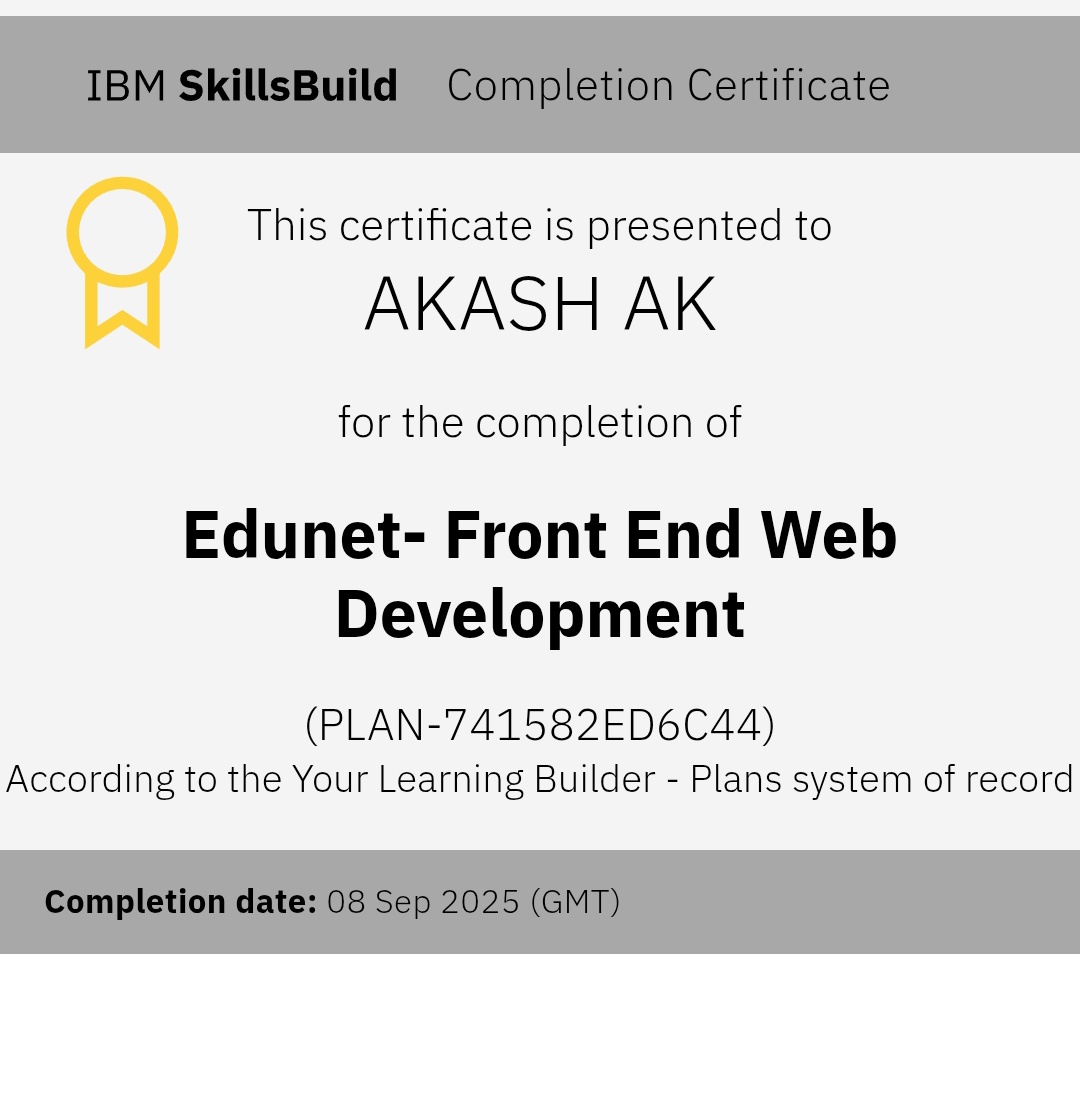 IBM SkillsBuild Completion Certificate
This certificate is presented to
AKASH AK
for the completion of
Edunet- Front End Web
Development
(PLAN-741582ED6C44)
According to the Your Learning Builder - Plans system of record
Completion date: 08 Sep 2025 (GMT)